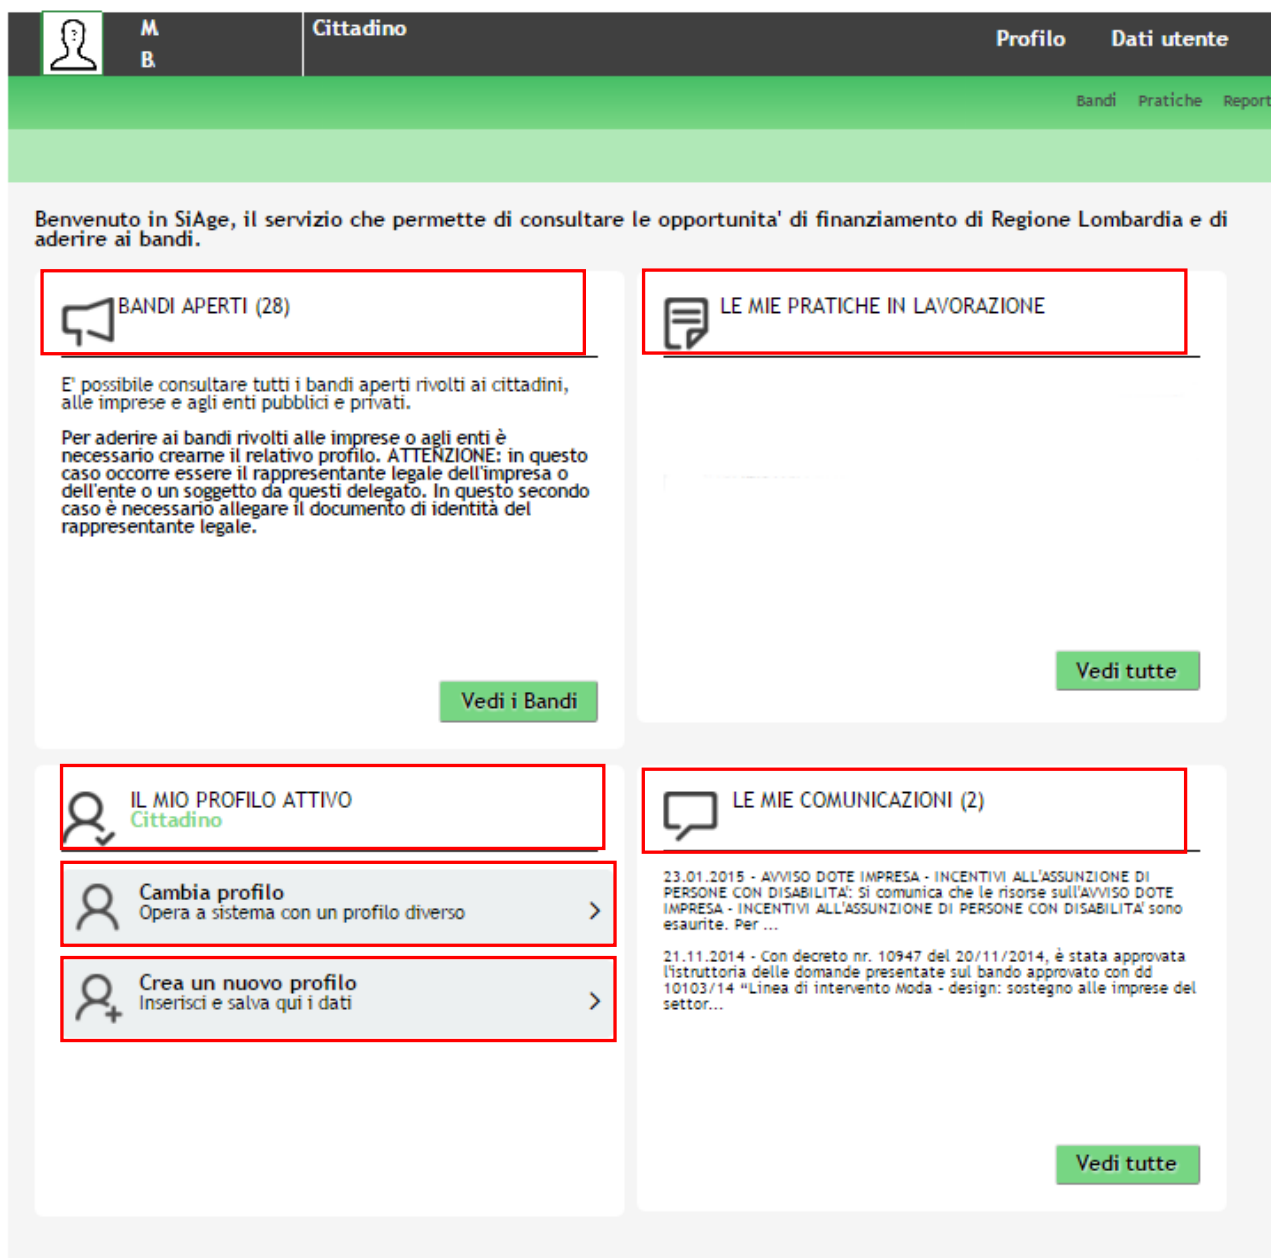 M.
B.
Cittadino
Profilo Dati utente
Bandi Pratiche Report
Benvenuto in SiAge, il servizio che permette di consultare le opportunita' di finanziamento di Regione Lombardia e di
aderire ai bandi.
BANDI APERTI (28)
E' possibile consultare tutti i bandi aperti rivolti ai cittadini,
alle imprese e agli enti pubblici e privati.
Per aderire ai bandi rivolti alle imprese o agli enti è
necessario crearne il relativo profilo. ATTENZIONE: in questo
caso occorre essere il rappresentante legale dell'impresa o
dell'ente o un soggetto da questi delegato. In questo secondo
caso è necessario allegare il documento di identità del
rappresentante legale.
Vedi i Bandi
LE MIE PRATICHE IN LAVORAZIONE
Vedi tutte
IL MIO PROFILO ATTIVO
Cittadino
Cambia profilo
Opera a sistema con un profilo diverso
Crea un nuovo profilo
Inserisci e salva qui i dati
LE MIE COMUNICAZIONI (2)
23.01.2015 - AVVISO DOTE IMPRESA - INCENTIVI ALL'ASSUNZIONE DI
PERSONE CON DISABILITA': Si comunica che le risorse sull'AVVISO DOTE
IMPRESA - INCENTIVI ALL'ASSUNZIONE DI PERSONE CON DISABILITA' sono
esaurite. Per ...
21.11.2014 - Con decreto nr. 10947 del 20/11/2014, è stata approvata
l'istruttoria delle domande presentate sul bando approvato con dd
10103/14 “Linea di intervento Moda - design: sostegno alle imprese del
settor...
Vedi tutte